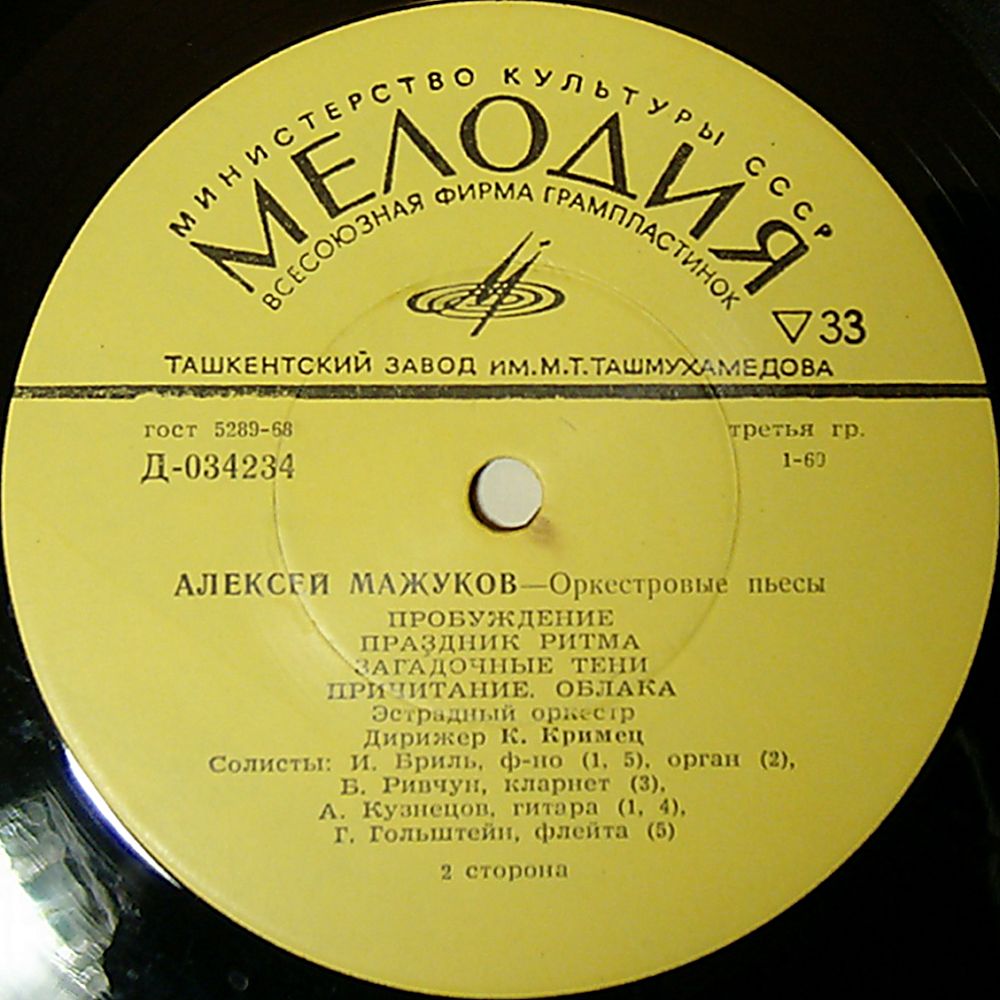 МИНИСТЕРСТВО КУЛЬТУРЫ СССР
МЕЛОДИЯ
ВСЕСОЮЗНАЯ ФИРМА ГРАМПЛАСТИНОК
33
ТАШКЕНТСКИЙ ЗАВОД ИМ. М. Т. ТАШМУХАМЕДОВА
гост 5289-68 третья гр.
Д-034234 1-60
АЛЕКСЕЙ МАЖУКОВ—Оркестровые пьесы
ПРОБУЖДЕНИЕ
ПРАЗДНИК РИТМА
ЗАГАДОЧНЫЕ ТЕНИ
ПРИЧИТАНИЕ. ОБЛАКА
Эстрадный оркестр
Дирижер К. Кримец
Солисты: И. Бриль, ф-но (1, 5), орган (2),
Б. Ривчун, кларнет (3),
А. Кузнецов, гитара (1, 4),
Г. Гольштейн, флейта (5)
2 сторона